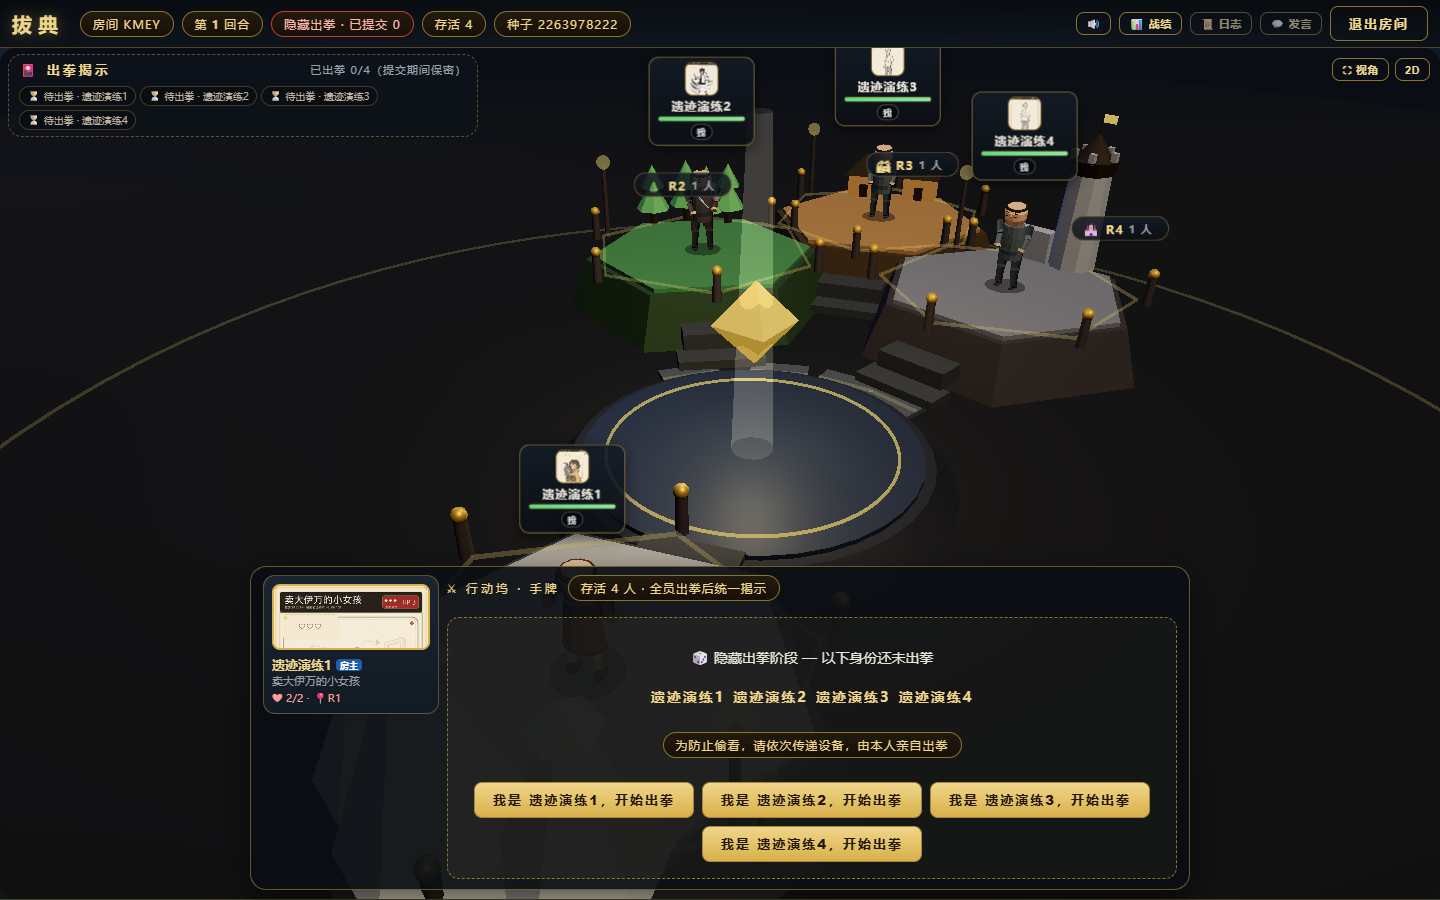 拔典
房间 KMEY
第 1 回合
隐藏出拳 · 已提交 0
存活 4
种子 2263978222
战绩
日志
发言
退出房间
出拳揭示
已出拳 0/4（提交期间保密）
待出拳 · 遗迹演练1
待出拳 · 遗迹演练2
待出拳 · 遗迹演练3
待出拳 · 遗迹演练4
视角
2D
遗迹演练2
我
遗迹演练3
我
遗迹演练4
我
R2 1 人
R3 1 人
R4 1 人
遗迹演练1
我
卖大伊万的小女孩
遗迹演练1 房主
卖大伊万的小女孩
2/2 · R1
行动坞 · 手牌
存活 4 人 · 全员出拳后统一揭示
隐藏出拳阶段 — 以下身份还未出拳
遗迹演练1 遗迹演练2 遗迹演练3 遗迹演练4
为防止偷看，请依次传递设备，由本人亲自出拳
我是 遗迹演练1，开始出拳
我是 遗迹演练2，开始出拳
我是 遗迹演练3，开始出拳
我是 遗迹演练4，开始出拳